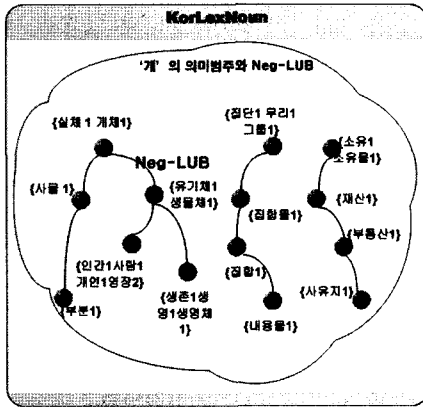 KorLexNoun
'개' 의 의미범주와 Neg-LUB
{실체 1 개체1}
{집단1 무리1
그룹1}
{소유1
소유물1}
Neg-LUB
{사물 1}
{유기체1
생물체1}
{집합물1}
{재산1}
{부동산1}
{인간1 사람1
개연1영장2}
{집합1}
{생존1생
명1생명체
1}
{사유지1}
{부분1}
{내용물1}